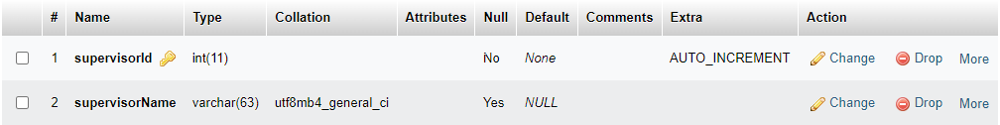 # Name Type Collation Attributes Null Default Comments Extra Action
1 supervisorId int(11) No None AUTO_INCREMENT Change Drop More
2 supervisorName varchar(63) utf8mb4_general_ci Yes NULL Change Drop More